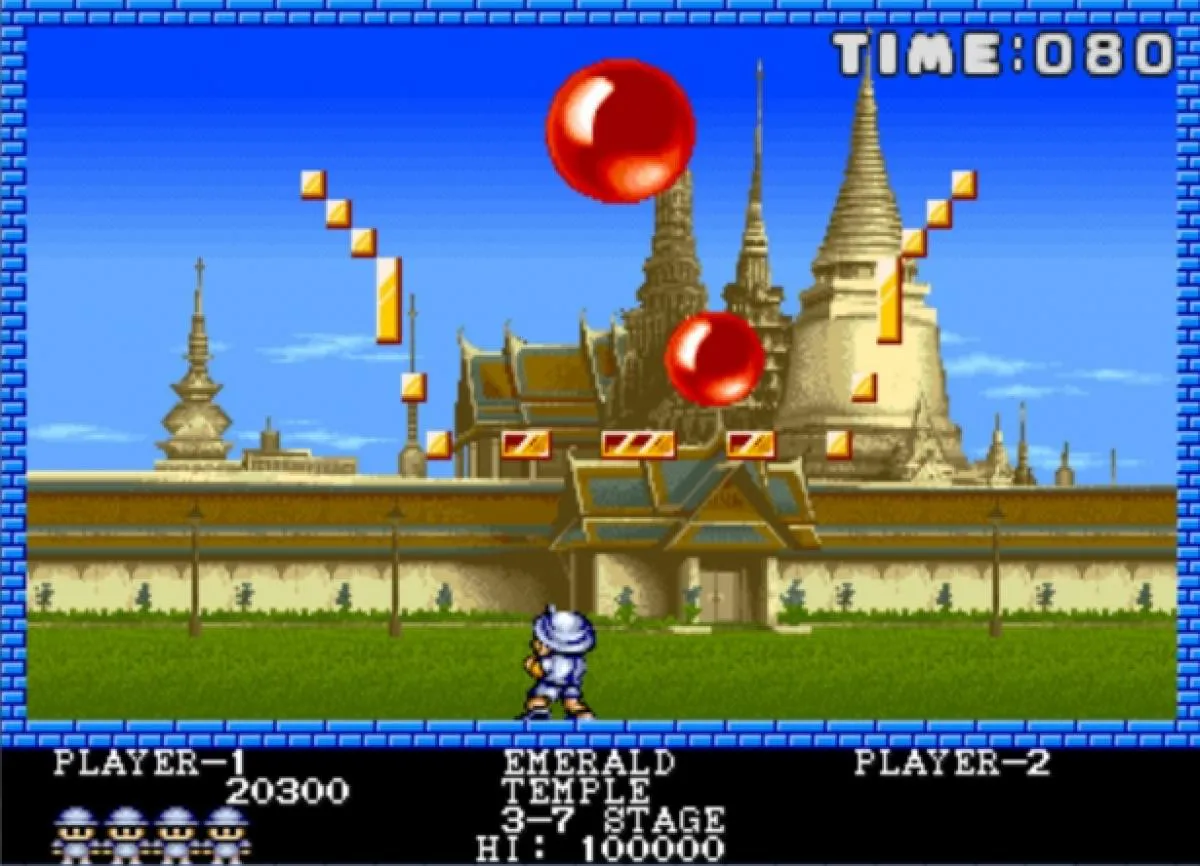 TIME:080
PLAYER-1
20300
EMERALD
TEMPLE
3-7 STAGE
HI: 100000
PLAYER-2